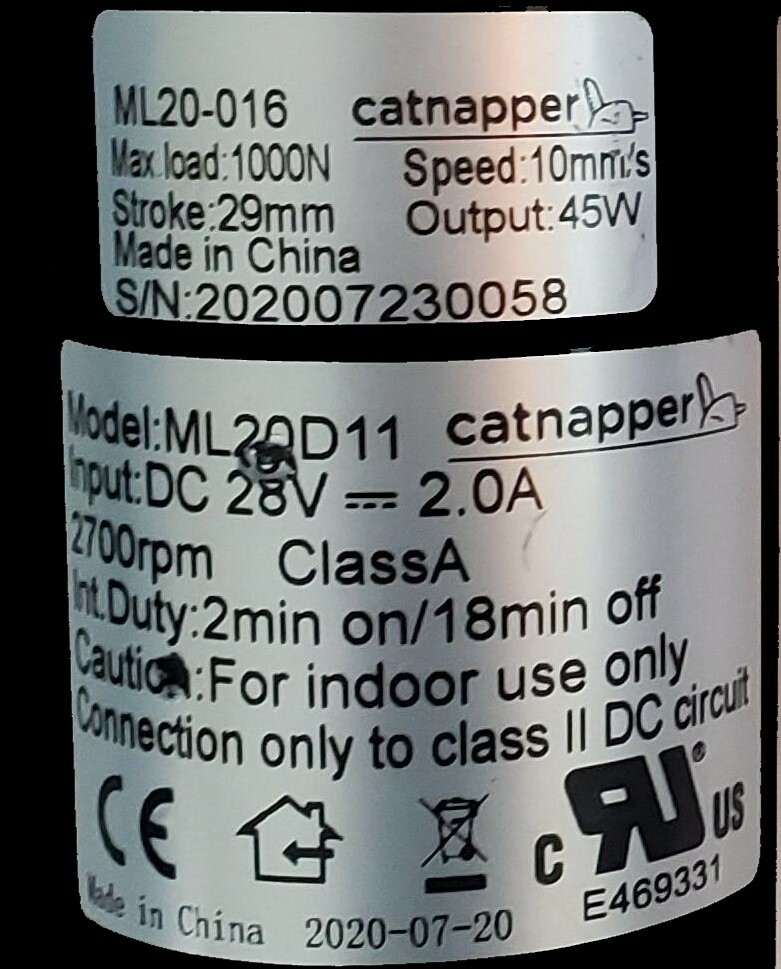 ML20-016 catnapper
Max.load:1000N Speed:10mm/s
Stroke:29mm Output:45W
Made in China
S/N:202007230058
Model:ML20D11 catnapper
Input:DC 28V ⎓ 2.0A
2700rpm ClassA
Int.Duty:2min on/18min off
Caution:For indoor use only
Connection only to class II DC circuit
CE c RU® US
E469331
Made in China 2020-07-20